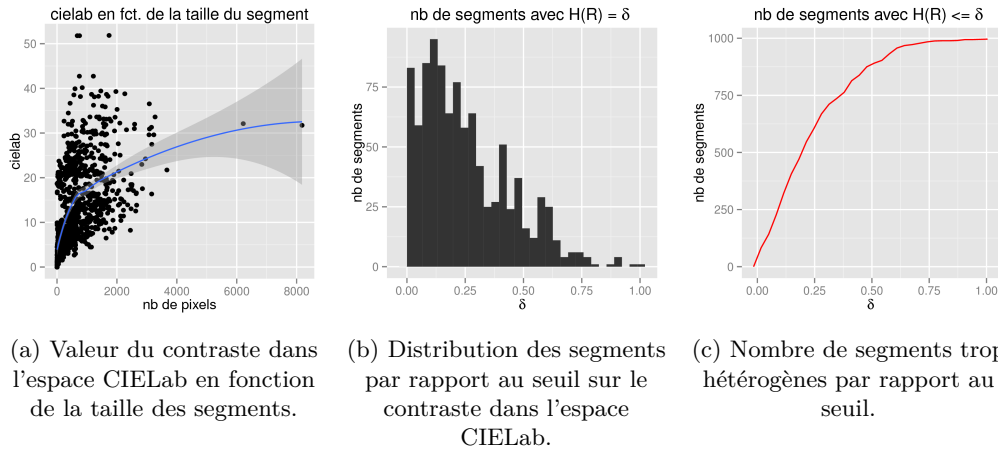 cielab en fct. de la taille du segment
cielab
50
40
30
20
10
0
0
2000
4000
6000
8000
nb de pixels
(a) Valeur du contraste dans
l'espace CIELab en fonction
de la taille des segments.
nb de segments avec H(R) = δ
nb de segments
75
50
25
0
0.00
0.25
0.50
0.75
1.00
δ
(b) Distribution des segments
par rapport au seuil sur le
contraste dans l'espace
CIELab.
nb de segments avec H(R) <= δ
nb de segments
1000
750
500
250
0
0.00
0.25
0.50
0.75
1.00
δ
(c) Nombre de segments trop
hétérogènes par rapport au
seuil.